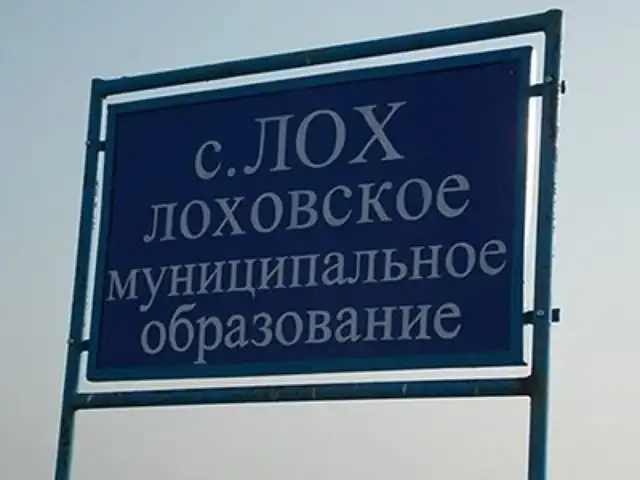 с. ЛОХ
лоховское
муниципальное
образование